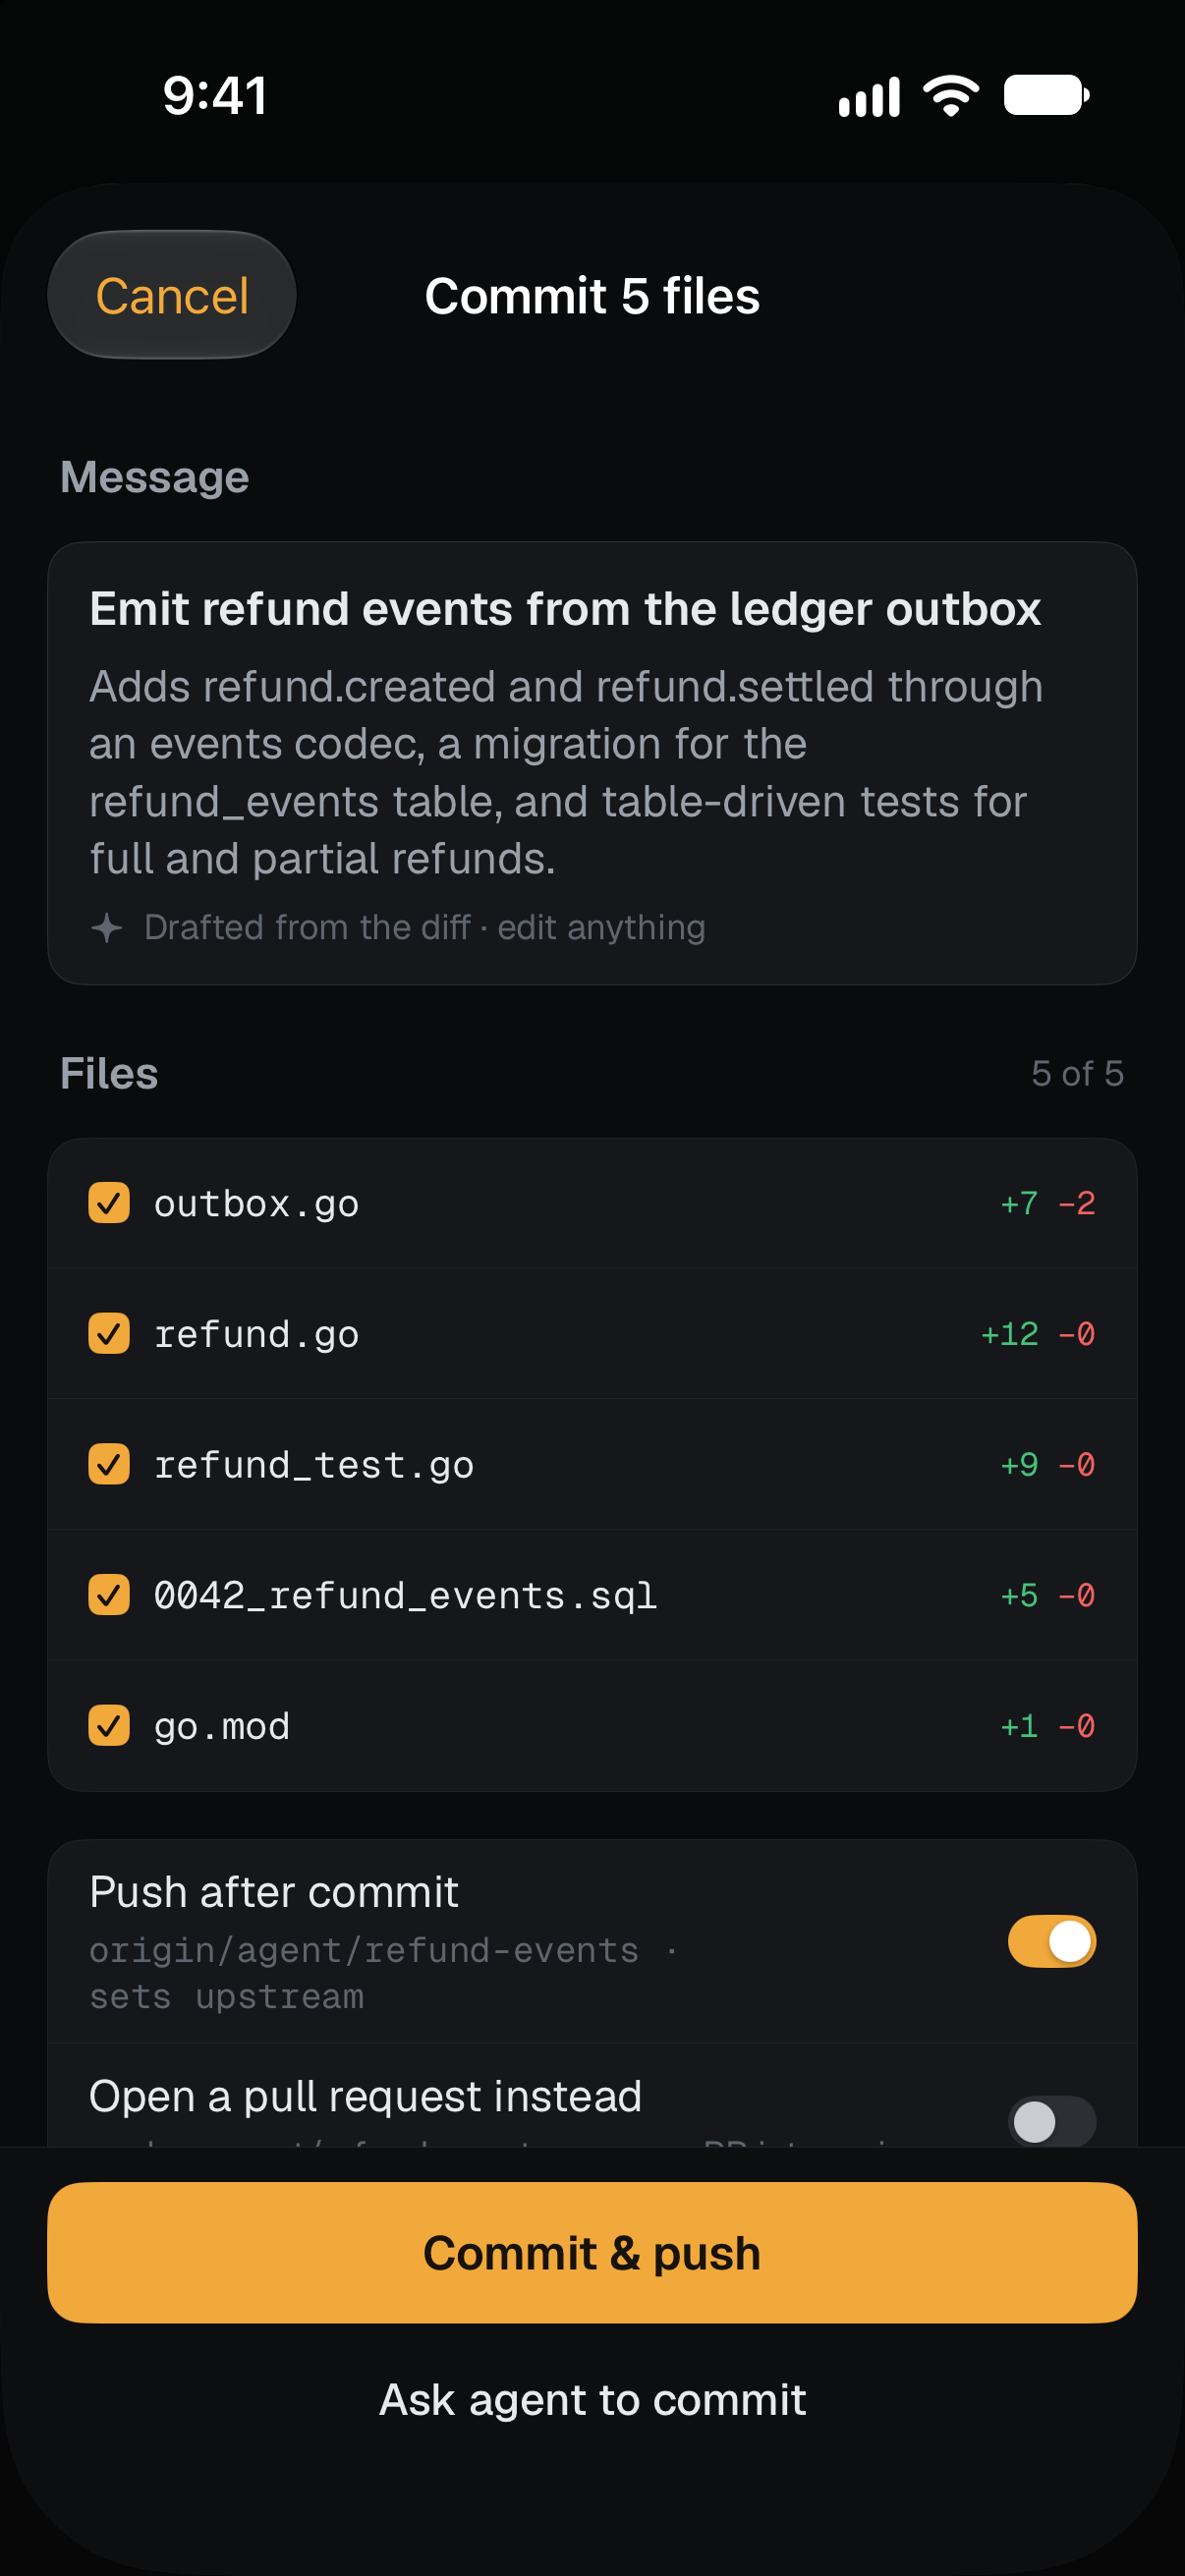 9:41
Cancel
Commit 5 files
Message
Emit refund events from the ledger outbox
Adds refund.created and refund.settled through
an events codec, a migration for the
refund_events table, and table-driven tests for
full and partial refunds.
Drafted from the diff · edit anything
Files
5 of 5
outbox.go +7 −2
refund.go +12 −0
refund_test.go +9 −0
0042_refund_events.sql +5 −0
go.mod +1 −0
Push after commit
origin/agent/refund-events ·
sets upstream
Open a pull request instead
Commit & push
Ask agent to commit